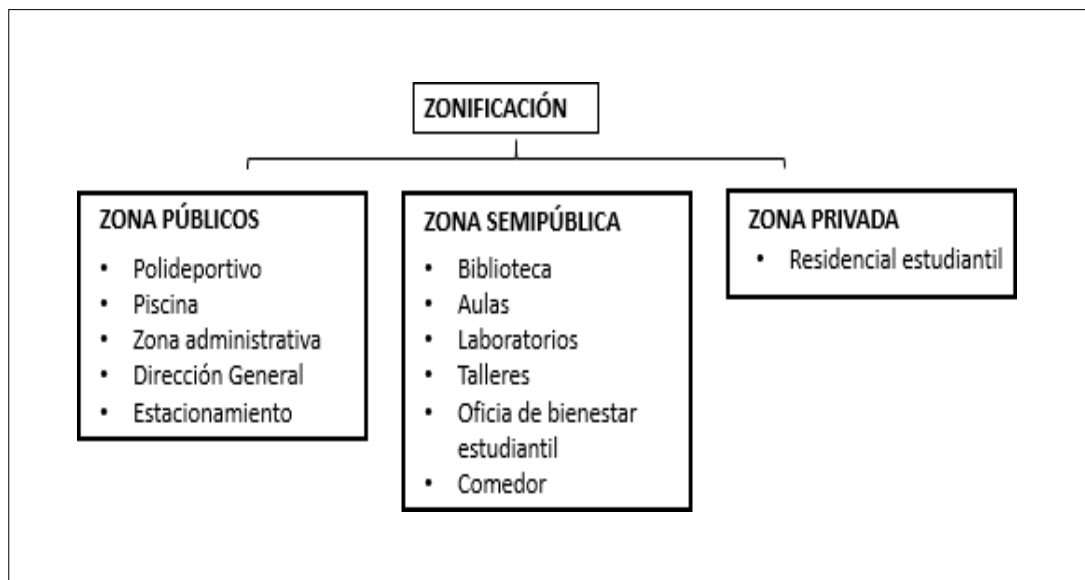 ZONIFICACIÓN
ZONA PÚBLICOS
• Polideportivo
• Piscina
• Zona administrativa
• Dirección General
• Estacionamiento
ZONA SEMIPÚBLICA
• Biblioteca
• Aulas
• Laboratorios
• Talleres
• Oficia de bienestar
estudiantil
• Comedor
ZONA PRIVADA
• Residencial estudiantil